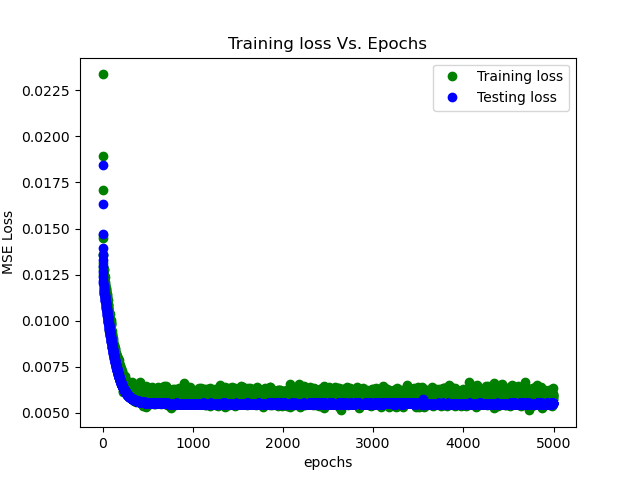 Training loss Vs. Epochs
Training loss
Testing loss
MSE Loss
0.0225
0.0200
0.0175
0.0150
0.0125
0.0100
0.0075
0.0050
0 1000 2000 3000 4000 5000
epochs